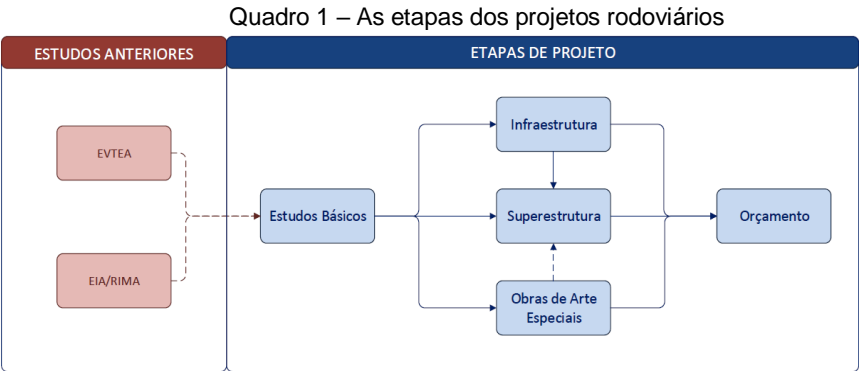 Quadro 1 – As etapas dos projetos rodoviários
ESTUDOS ANTERIORES
ETAPAS DE PROJETO
EVTEA
EIA/RIMA
Estudos Básicos
Infraestrutura
Superestrutura
Obras de Arte
Especiais
Orçamento